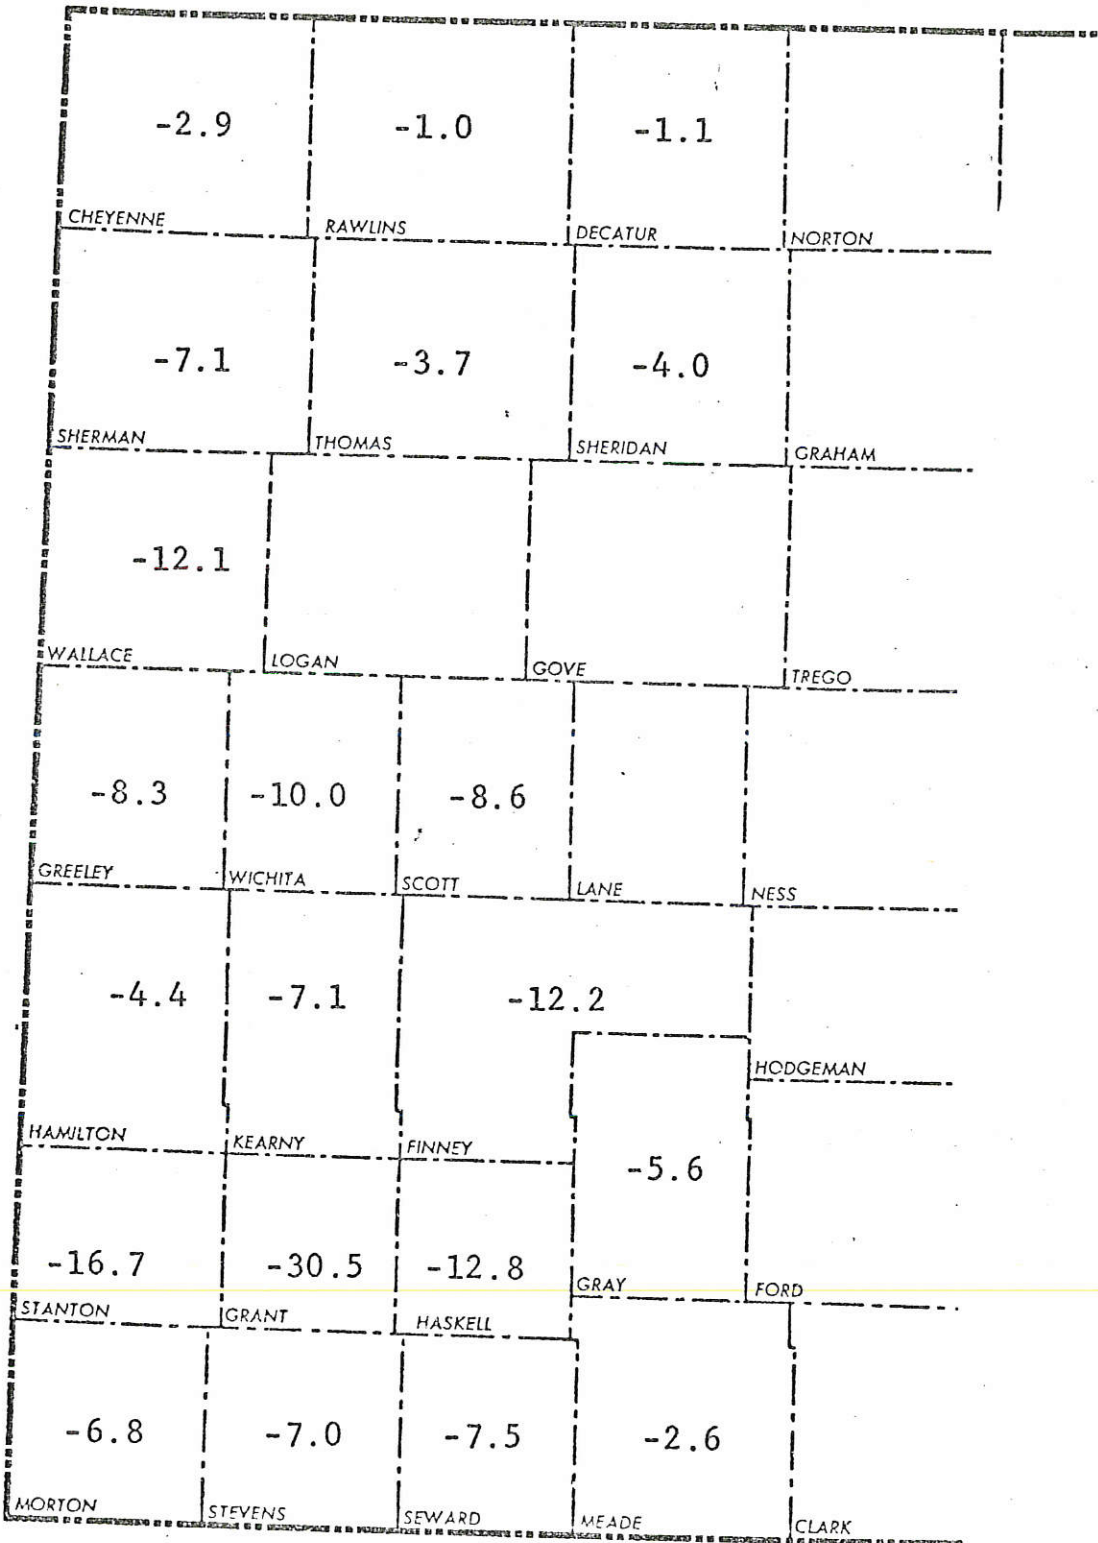 -2.9 -1.0 -1.1
CHEYENNE RAWLINS DECATUR NORTON
-7.1 -3.7 -4.0
SHERMAN THOMAS SHERIDAN GRAHAM
-12.1
WALLACE LOGAN GOVE TREGO
-8.3 -10.0 -8.6
GREELEY WICHITA SCOTT LANE NESS
-4.4 -7.1 -12.2
HODGEMAN
HAMILTON KEARNY FINNEY
-5.6
-16.7 -30.5 -12.8
GRAY FORD
STANTON GRANT HASKELL
-6.8 -7.0 -7.5 -2.6
MORTON STEVENS SEWARD MEADE CLARK